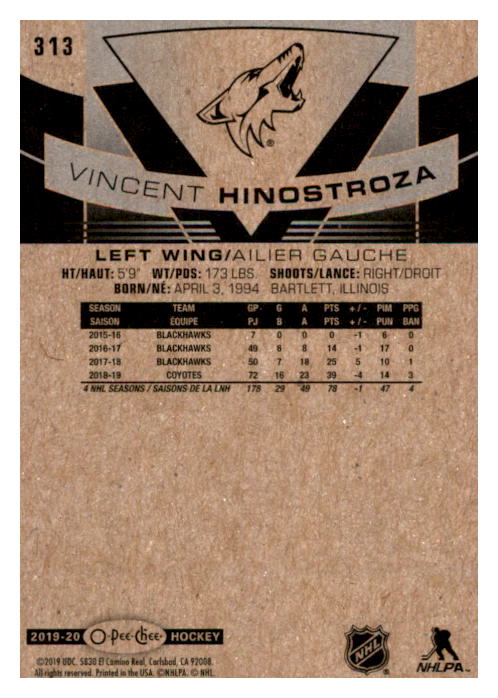 313
®
VINCENT HINOSTROZA
LEFT WING/AILIER GAUCHE
HT/HAUT: 5'9" WT/PDS: 173 LBS. SHOOTS/LANCE: RIGHT/DROIT
BORN/NÉ: APRIL 3, 1994 BARTLETT, ILLINOIS
SEASON TEAM GP G A PTS +/- PIM PPG
SAISON ÉQUIPE PJ B A PTS +/- PUN BAN
2015-16 BLACKHAWKS 7 0 0 0 -1 6 0
2016-17 BLACKHAWKS 49 6 8 14 -1 17 0
2017-18 BLACKHAWKS 50 7 18 25 5 10 1
2018-19 COYOTES 72 16 23 39 -4 14 3
4 NHL SEASONS / SAISONS DE LA LNH 178 29 49 78 -1 47 4
2019-20 O-Pee-Chee HOCKEY
©2019 UDC. 5830 El Camino Real, Carlsbad, CA 92008.
All rights reserved. Printed in the USA. ©NHLPA. © NHL.
NHL ®
NHLPA